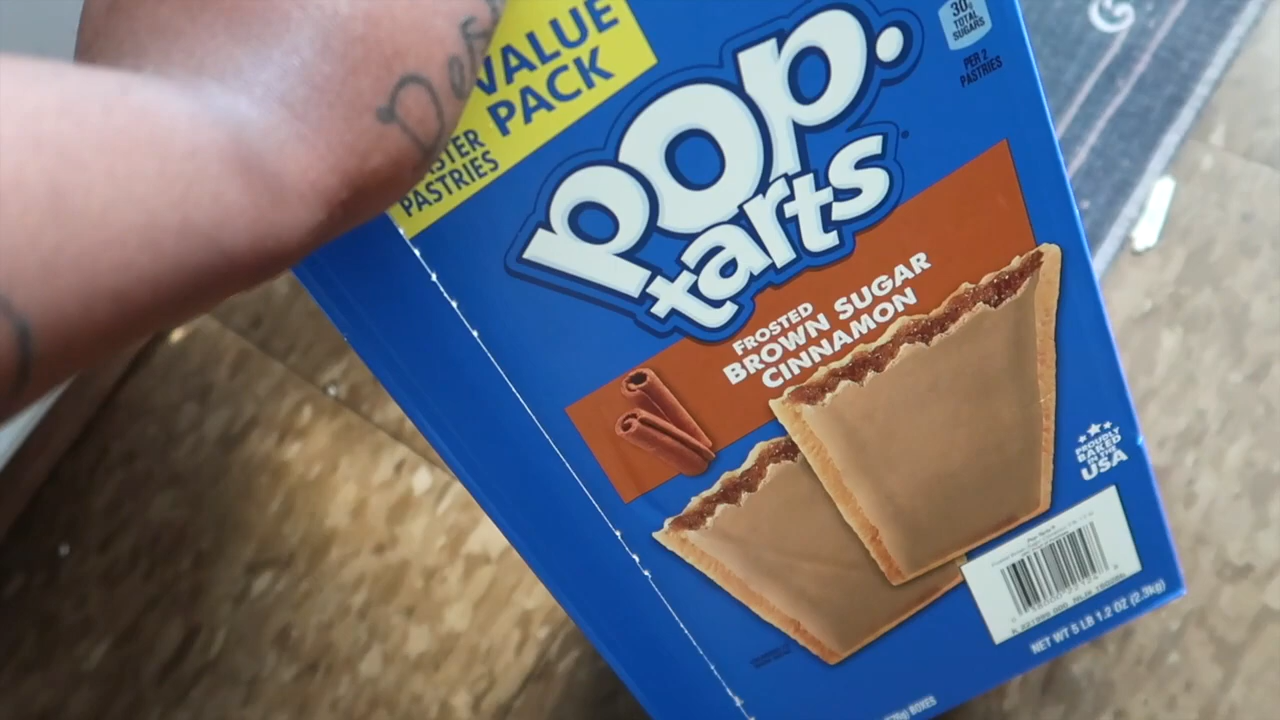 VALUE
PACK
PASTRIES
30g
TOTAL
SUGARS
PER 2
PASTRIES
pop.
tarts
FROSTED
BROWN SUGAR
CINNAMON
PROUDLY
BAKED
IN THE
USA
NET WT 5 LB 1.2 OZ (2.3kg)
BOXES